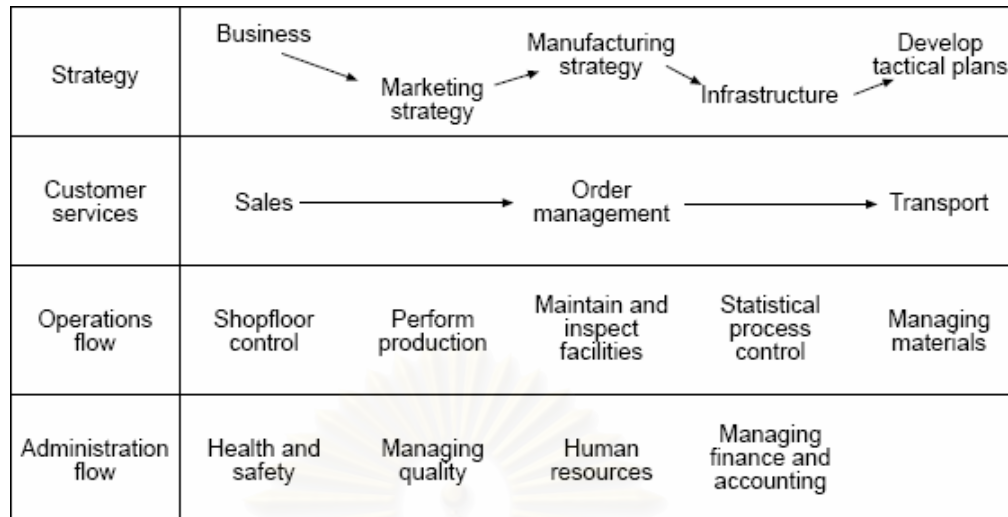 Strategy
Business
Marketing
strategy
Manufacturing
strategy
Infrastructure
Develop
tactical plans
Customer
services
Sales
Order
management
Transport
Operations
flow
Shopfloor
control
Perform
production
Maintain and
inspect
facilities
Statistical
process
control
Managing
materials
Administration
flow
Health and
safety
Managing
quality
Human
resources
Managing
finance and
accounting